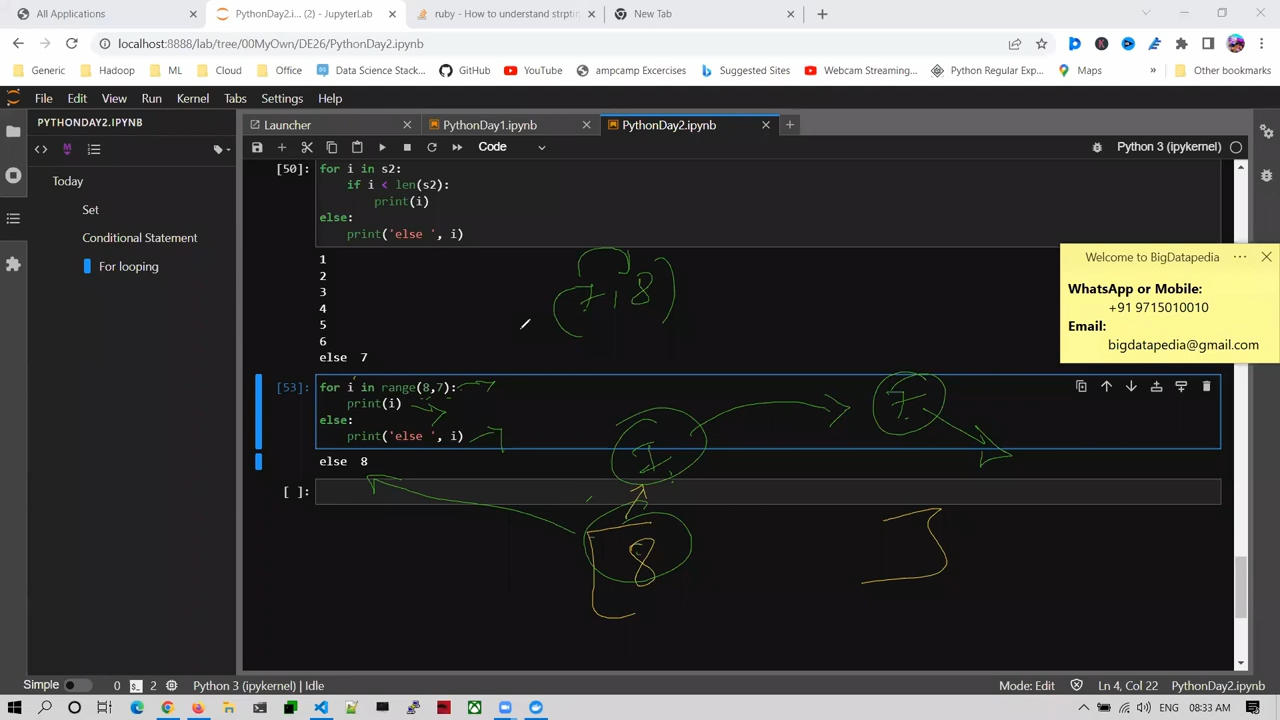 All Applications
PythonDay2.i... (2) - JupyterLab
ruby - How to understand strptin
New Tab
localhost:8888/lab/tree/00MyOwn/DE26/PythonDay2.ipynb
Generic
Hadoop
ML
Cloud
Office
Data Science Stack...
GitHub
YouTube
ampcamp Excercises
Suggested Sites
Webcam Streaming...
Python Regular Exp...
Maps
»
Other bookmarks
File Edit View Run Kernel Tabs Settings Help
PYTHONDAY2.IPYNB
Today
Set
Conditional Statement
For looping
Launcher
PythonDay1.ipynb
PythonDay2.ipynb
Code
Python 3 (ipykernel)
[50]: for i in s2:
if i < len(s2):
print(i)
else:
print('else ', i)
1
2
3
4
5
6
else 7
(7,8)
[53]: for i in range(8,7):
print(i)
else:
print('else ', i)
7
I
else 8
[ ]:
8
Welcome to BigDatapedia ...
WhatsApp or Mobile:
+91 9715010010
Email:
bigdatapedia@gmail.com
Simple
0
2
Python 3 (ipykernel) | Idle
Mode: Edit
Ln 4, Col 22
PythonDay2.ipynb
ENG
08:33 AM